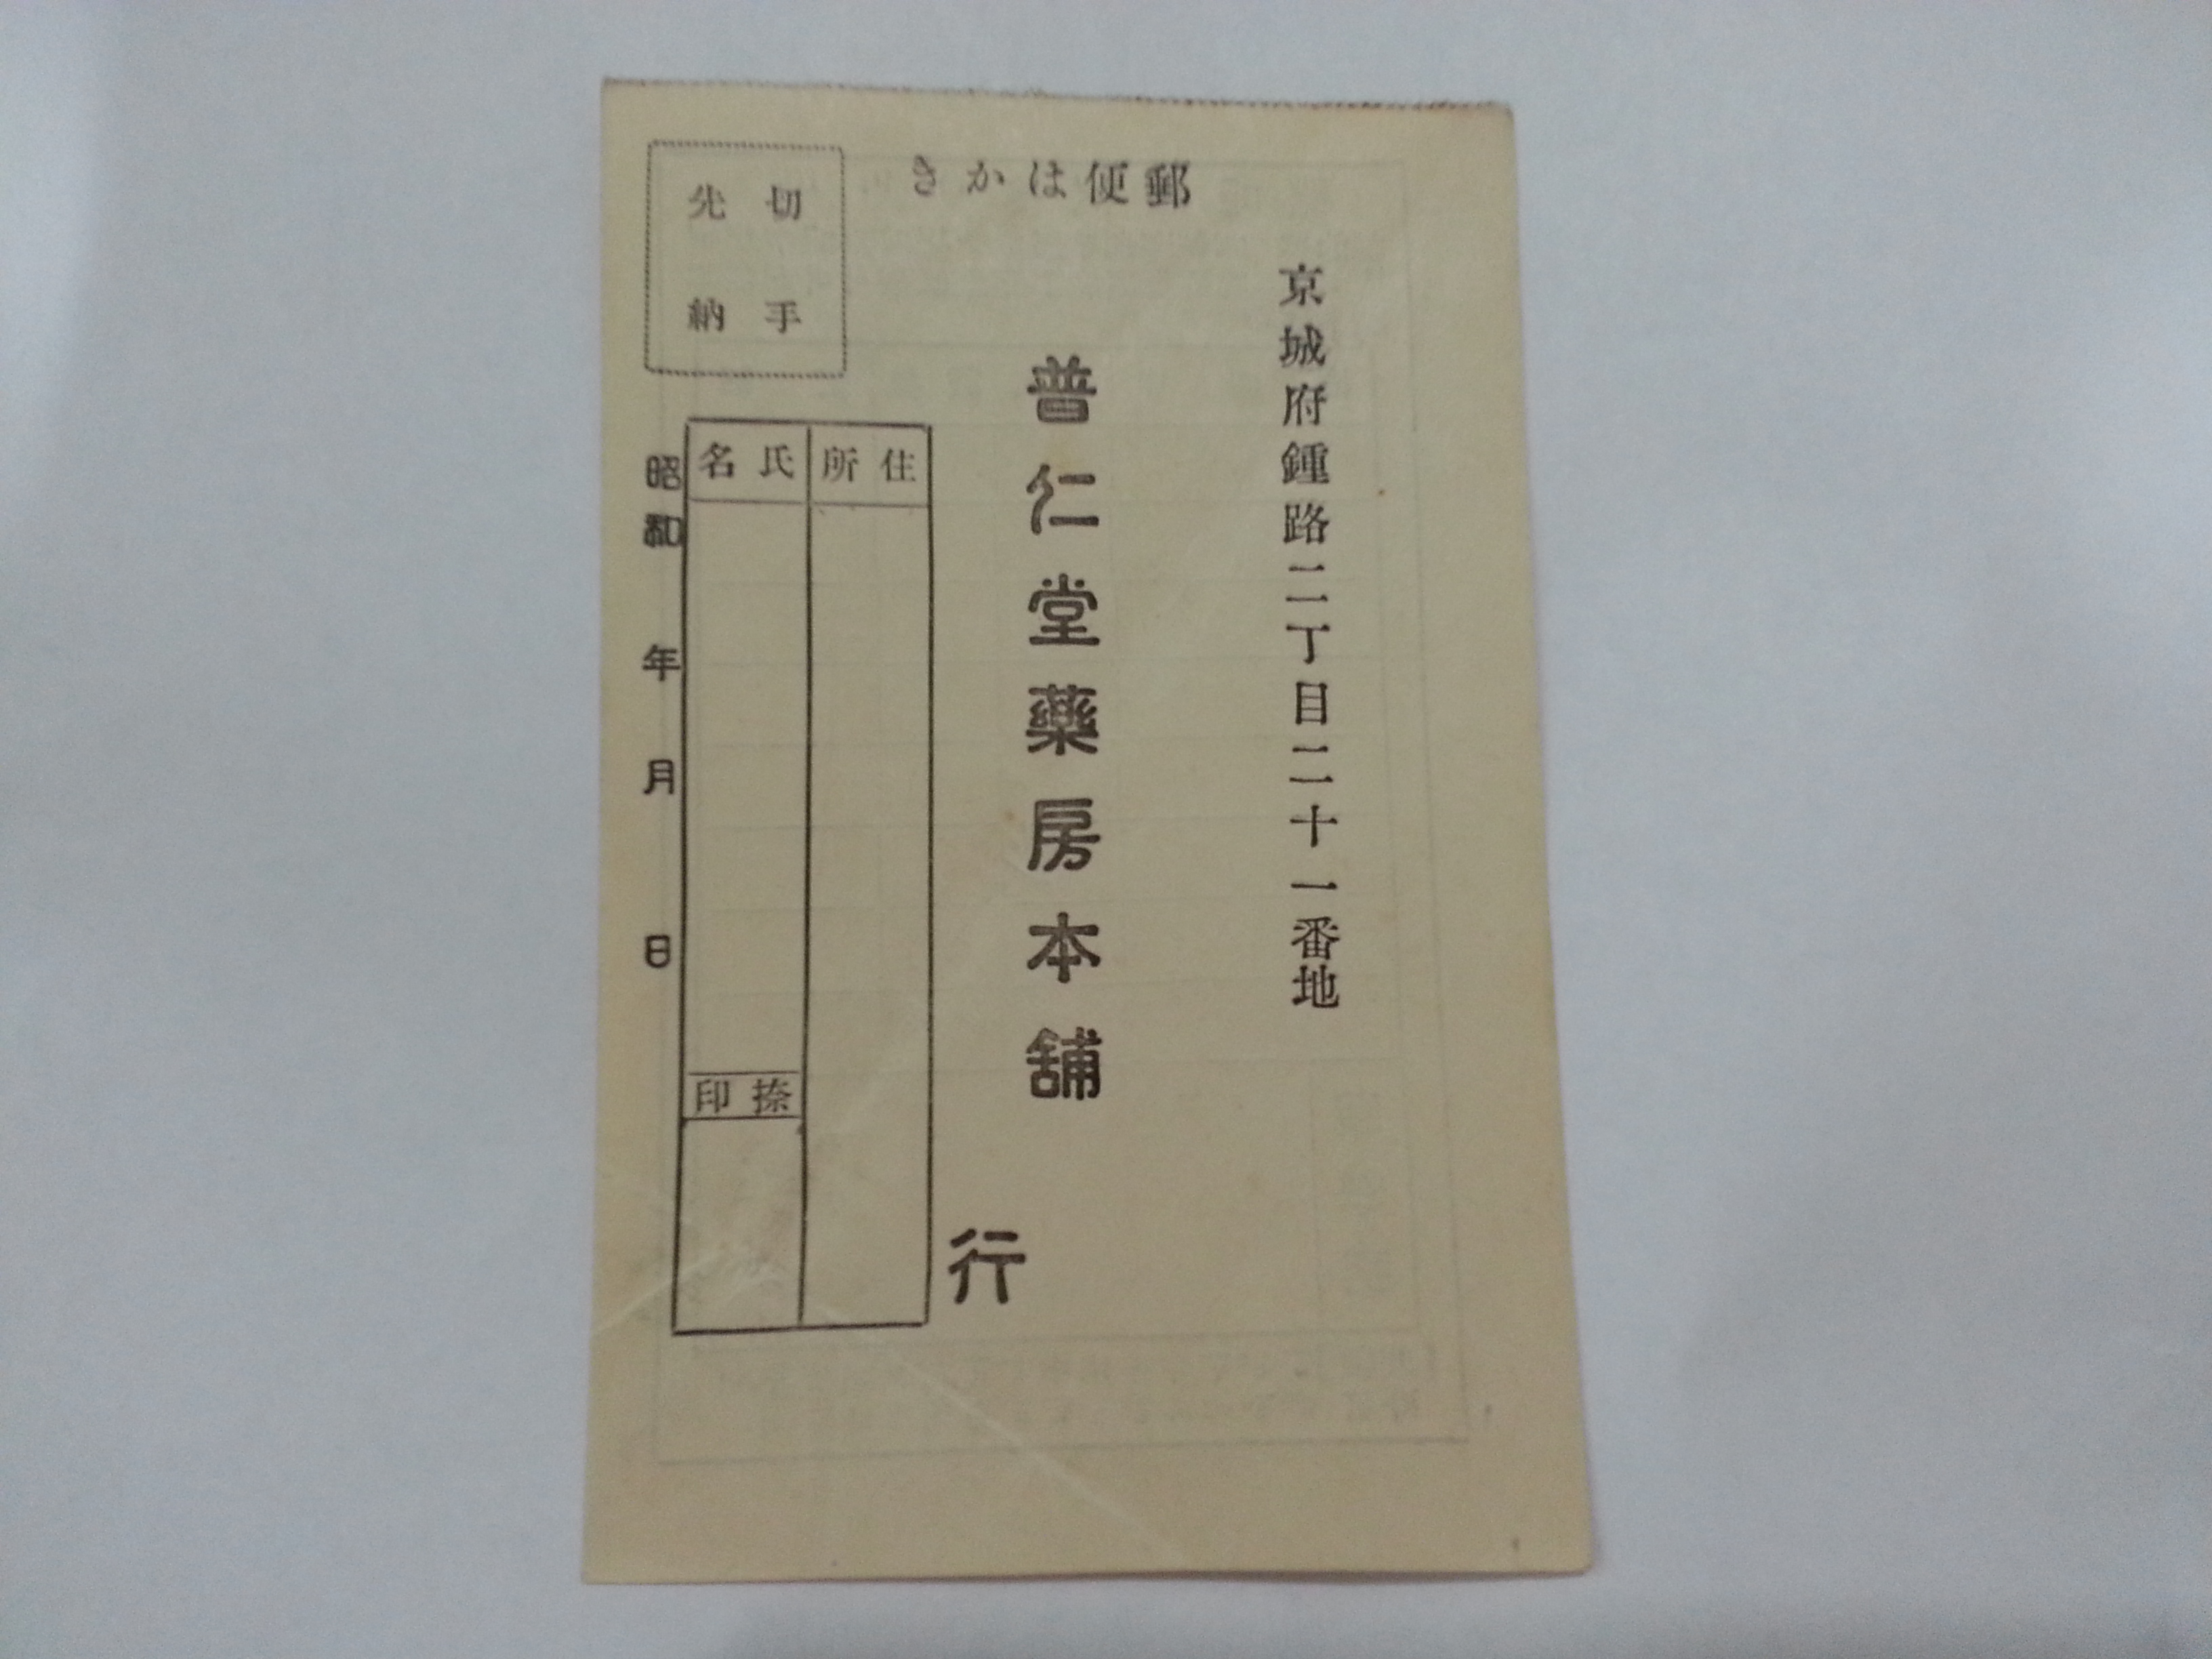 郵便はかき
切手
先納
京城府鍾路二丁目二十一番地
普仁堂藥房本舖
行
住所
氏名
捺印
昭和 年 月 日